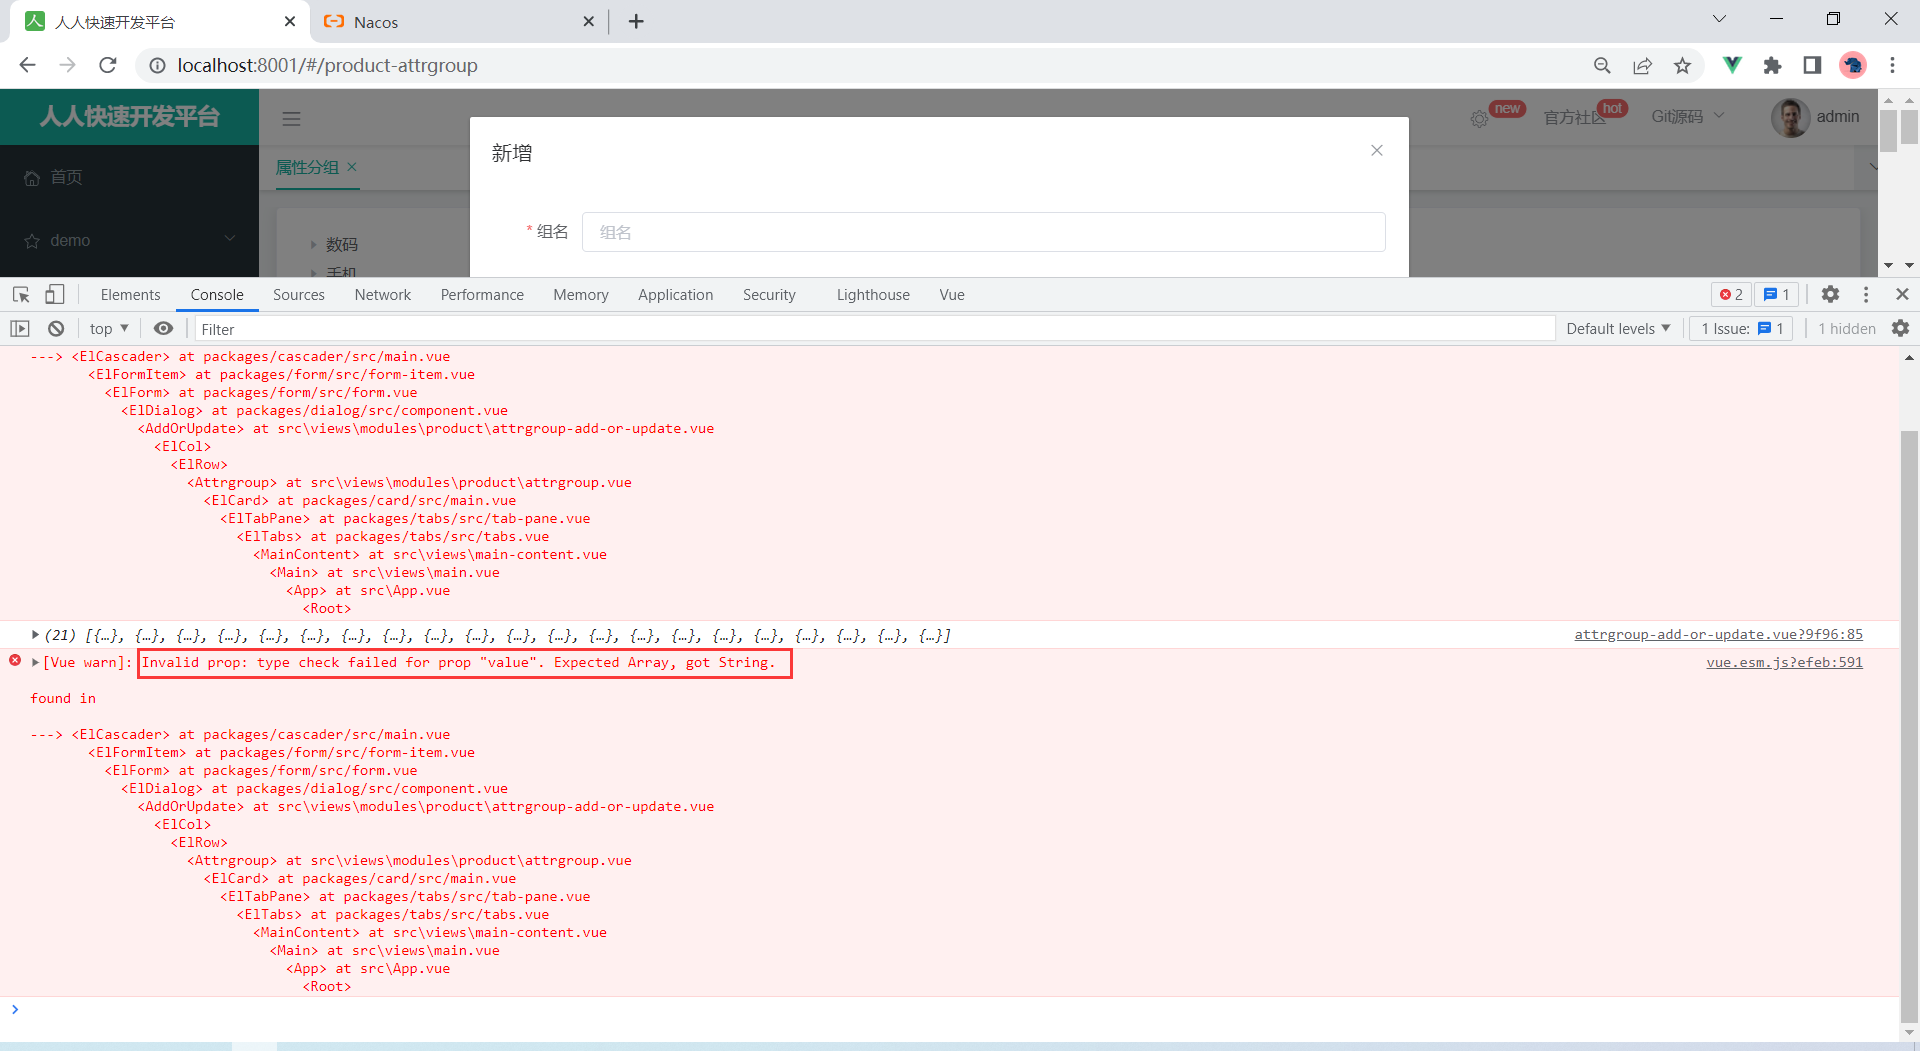 人人快速开发平台
Nacos
localhost:8001/#/product-attrgroup
人人快速开发平台
new
官方社区
hot
Git源码
admin
首页
属性分组
demo
数码
手机
新增
* 组名
组名
Elements Console Sources Network Performance Memory Application Security Lighthouse Vue
2 1
top Filter Default levels 1 Issue: 1 1 hidden
---> <ElCascader> at packages/cascader/src/main.vue
<ElFormItem> at packages/form/src/form-item.vue
<ElForm> at packages/form/src/form.vue
<ElDialog> at packages/dialog/src/component.vue
<AddOrUpdate> at src\views\modules\product\attrgroup-add-or-update.vue
<ElCol>
<ElRow>
<Attrgroup> at src\views\modules\product\attrgroup.vue
<ElCard> at packages/card/src/main.vue
<ElTabPane> at packages/tabs/src/tab-pane.vue
<ElTabs> at packages/tabs/src/tabs.vue
<MainContent> at src\views\main-content.vue
<Main> at src\views\main.vue
<App> at src\App.vue
<Root>
(21) [{…}, {…}, {…}, {…}, {…}, {…}, {…}, {…}, {…}, {…}, {…}, {…}, {…}, {…}, {…}, {…}, {…}, {…}, {…}, {…}, {…}] attrgroup-add-or-update.vue?9f96:85
[Vue warn]: Invalid prop: type check failed for prop "value". Expected Array, got String. vue.esm.js?efeb:591
found in
---> <ElCascader> at packages/cascader/src/main.vue
<ElFormItem> at packages/form/src/form-item.vue
<ElForm> at packages/form/src/form.vue
<ElDialog> at packages/dialog/src/component.vue
<AddOrUpdate> at src\views\modules\product\attrgroup-add-or-update.vue
<ElCol>
<ElRow>
<Attrgroup> at src\views\modules\product\attrgroup.vue
<ElCard> at packages/card/src/main.vue
<ElTabPane> at packages/tabs/src/tab-pane.vue
<ElTabs> at packages/tabs/src/tabs.vue
<MainContent> at src\views\main-content.vue
<Main> at src\views\main.vue
<App> at src\App.vue
<Root>